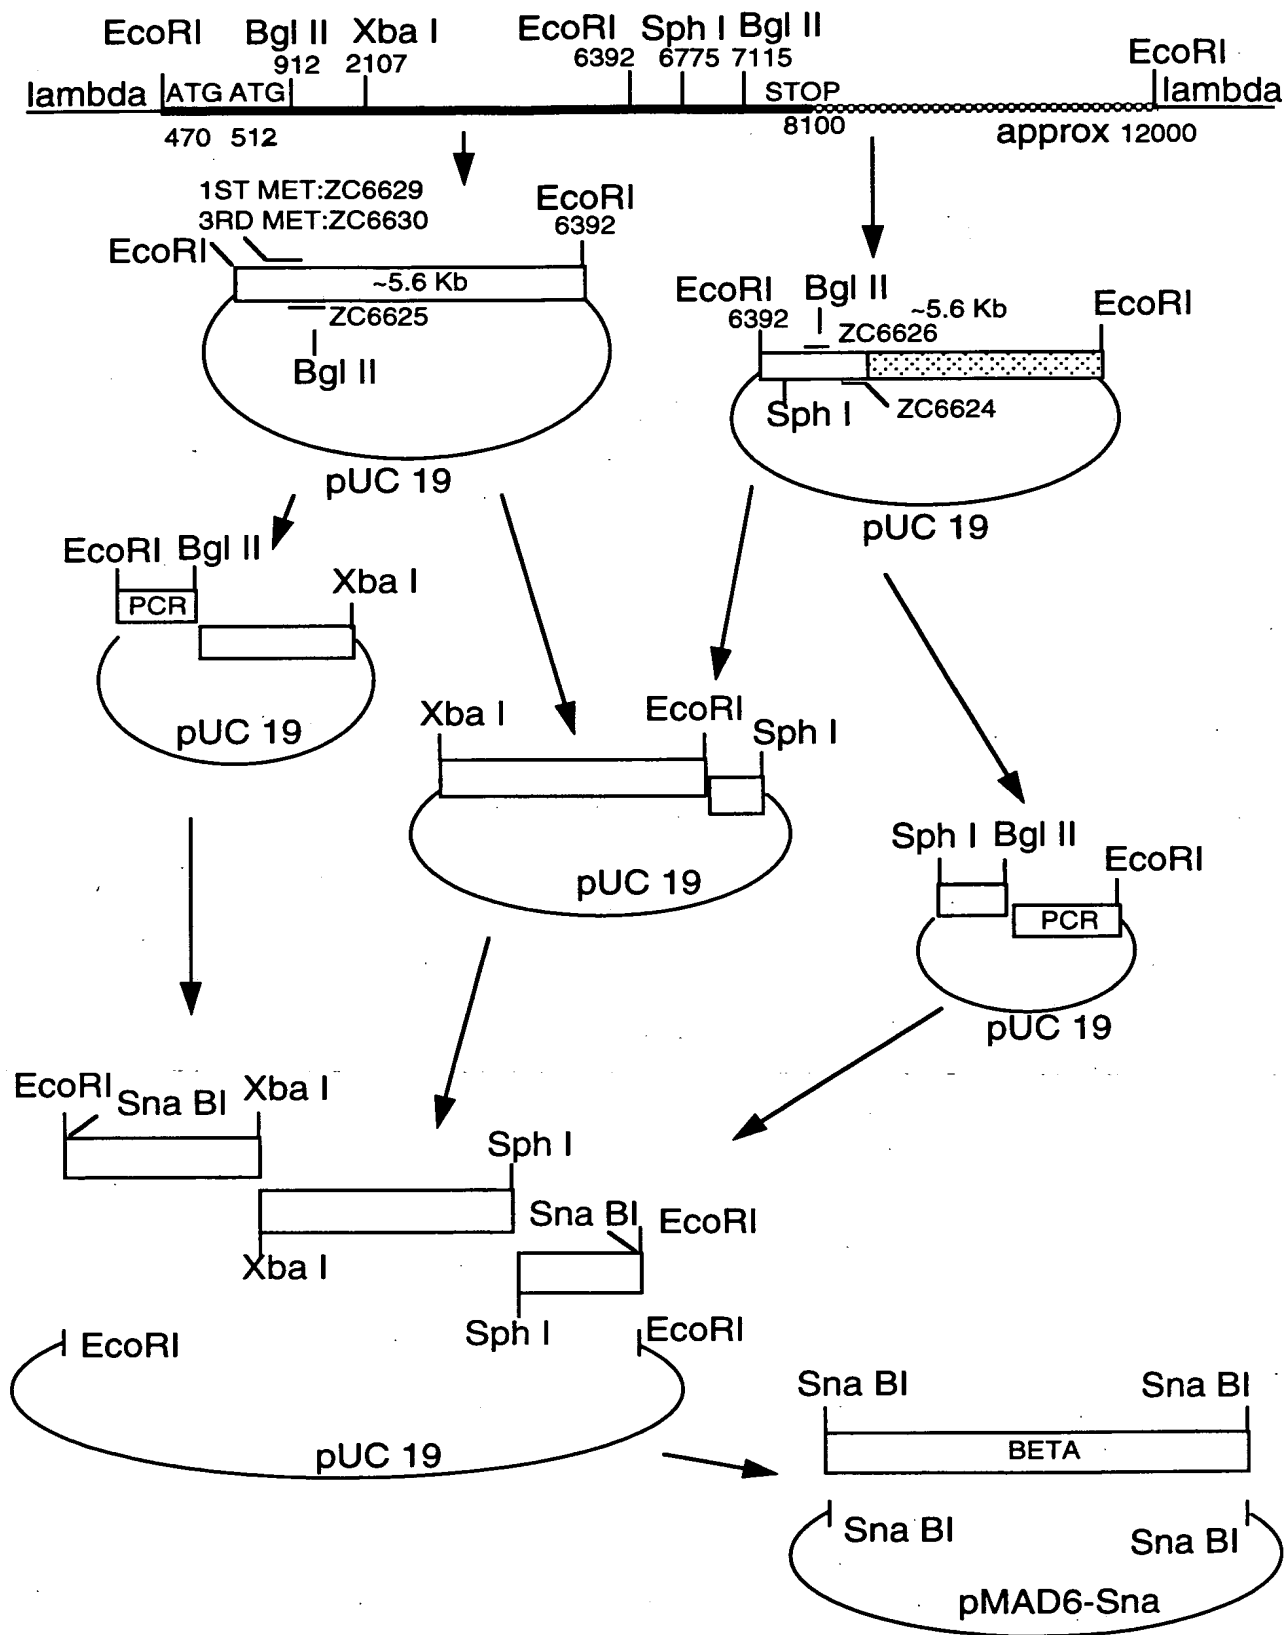 EcoRI Bgl II Xba I EcoRI Sph I Bgl II
912 2107 6392 6775 7115 EcoRI
lambda ATG ATG STOP lambda
470 512 8100 approx 12000
1ST MET:ZC6629
3RD MET:ZC6630
EcoRI
6392
EcoRI
~5.6 Kb
ZC6625
Bgl II
pUC 19
EcoRI Bgl II ~5.6 Kb EcoRI
6392 ZC6626
Sph I ZC6624
pUC 19
EcoRI Bgl II
Xba I
PCR
pUC 19
Xba I EcoRI
Sph I
pUC 19
Sph I Bgl II
EcoRI
PCR
pUC 19
EcoRI Sna BI Xba I
Sph I
Sna BI EcoRI
Xba I
Sph I
EcoRI EcoRI
pUC 19
Sna BI Sna BI
BETA
Sna BI Sna BI
pMAD6-Sna